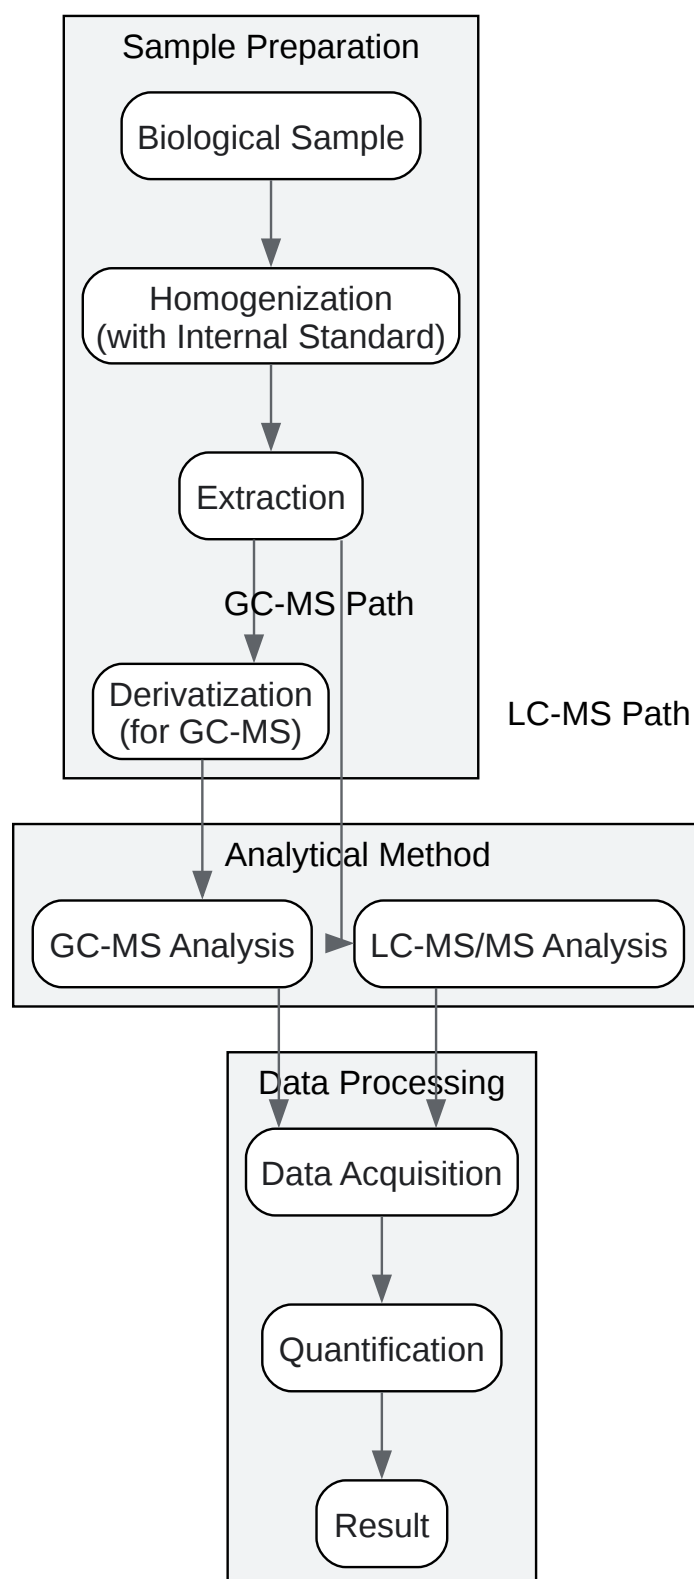 Sample Preparation
Biological Sample
Homogenization
(with Internal Standard)
Extraction
GC-MS Path
Derivatization
(for GC-MS)
LC-MS Path
Analytical Method
GC-MS Analysis
LC-MS/MS Analysis
Data Processing
Data Acquisition
Quantification
Result